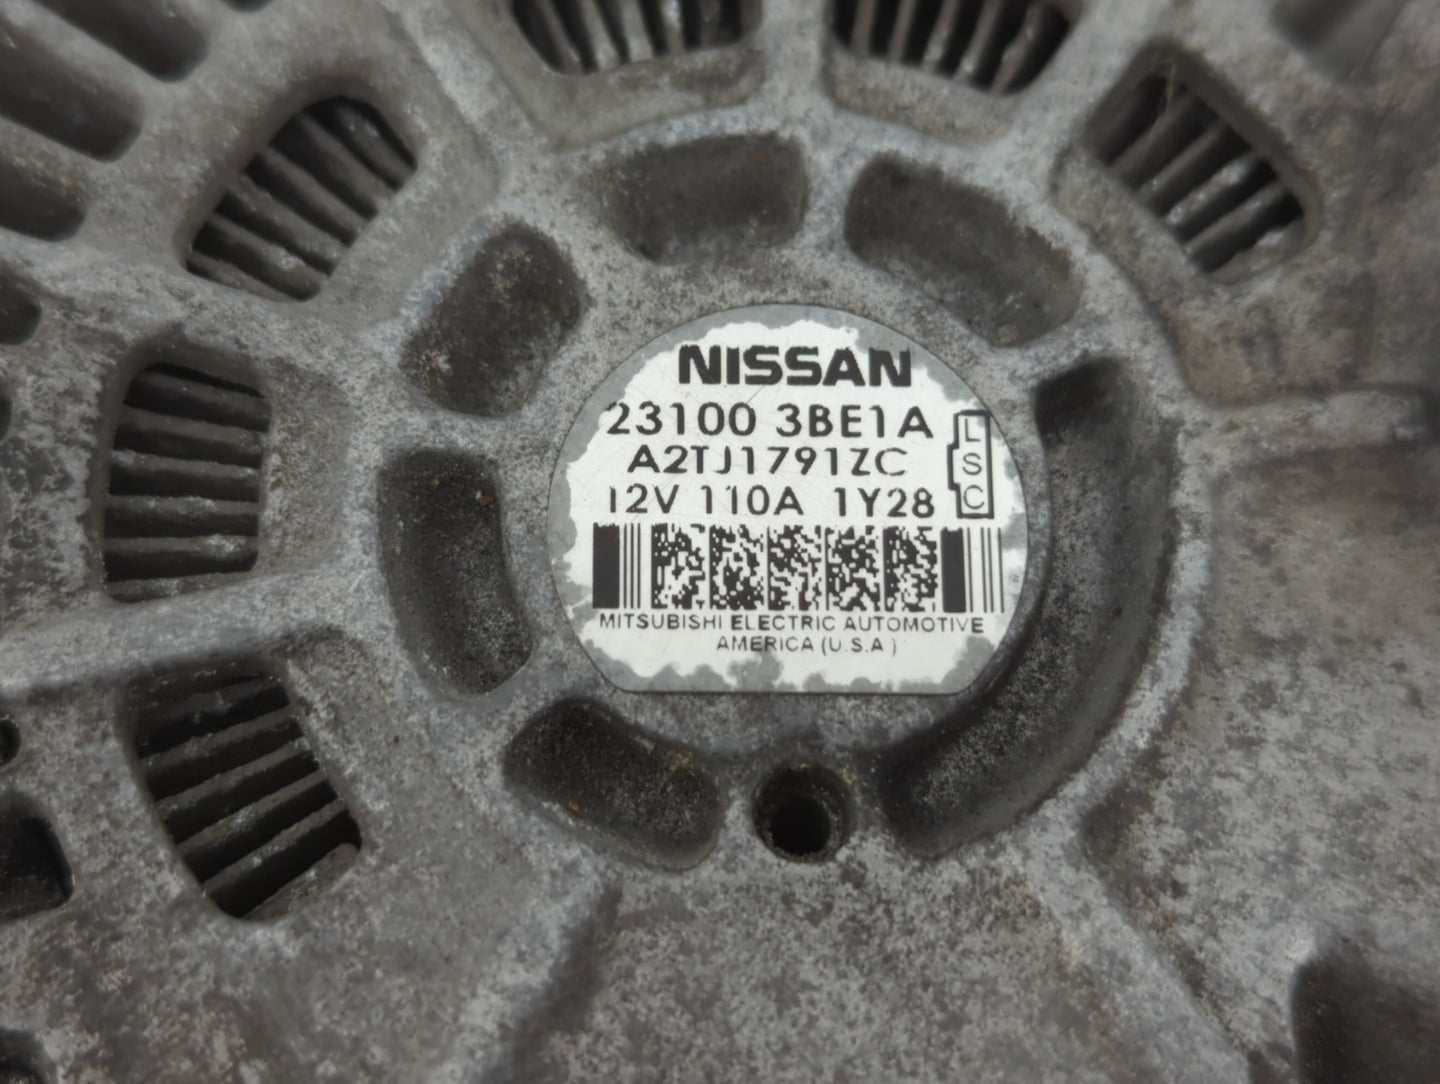 NISSAN
23100 3BE1A
A2TJ1791ZC
12V 110A 1Y28
L
S
C
MITSUBISHI ELECTRIC AUTOMOTIVE
AMERICA (U.S.A.)